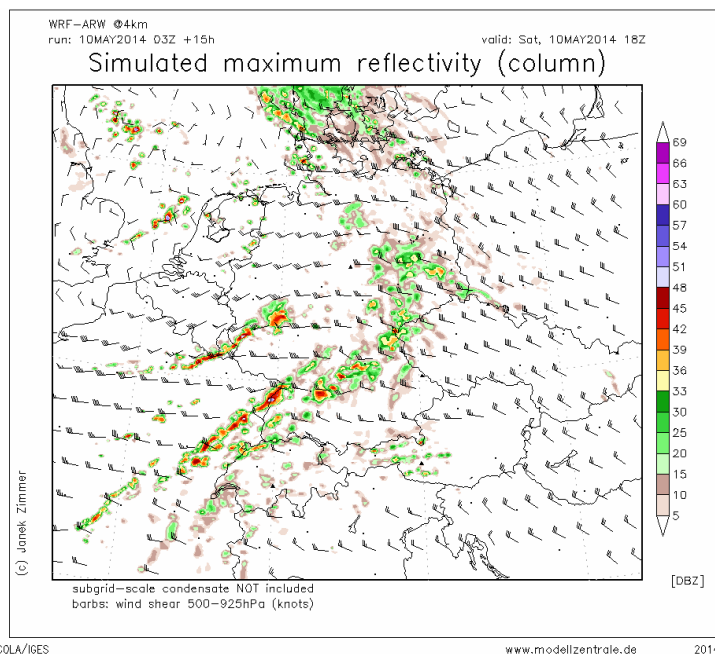 WRF-ARW @4km
run: 10MAY2014 03Z +15h valid: Sat, 10MAY2014 18Z
Simulated maximum reflectivity (column)
69
66
63
60
57
54
51
48
45
42
39
36
33
30
25
20
15
10
5
[DBZ]
(c) Janek Zimmer
subgrid-scale condensate NOT included
barbs: wind shear 500-925hPa (knots)
COLA/IGES www.modellzentrale.de 2014